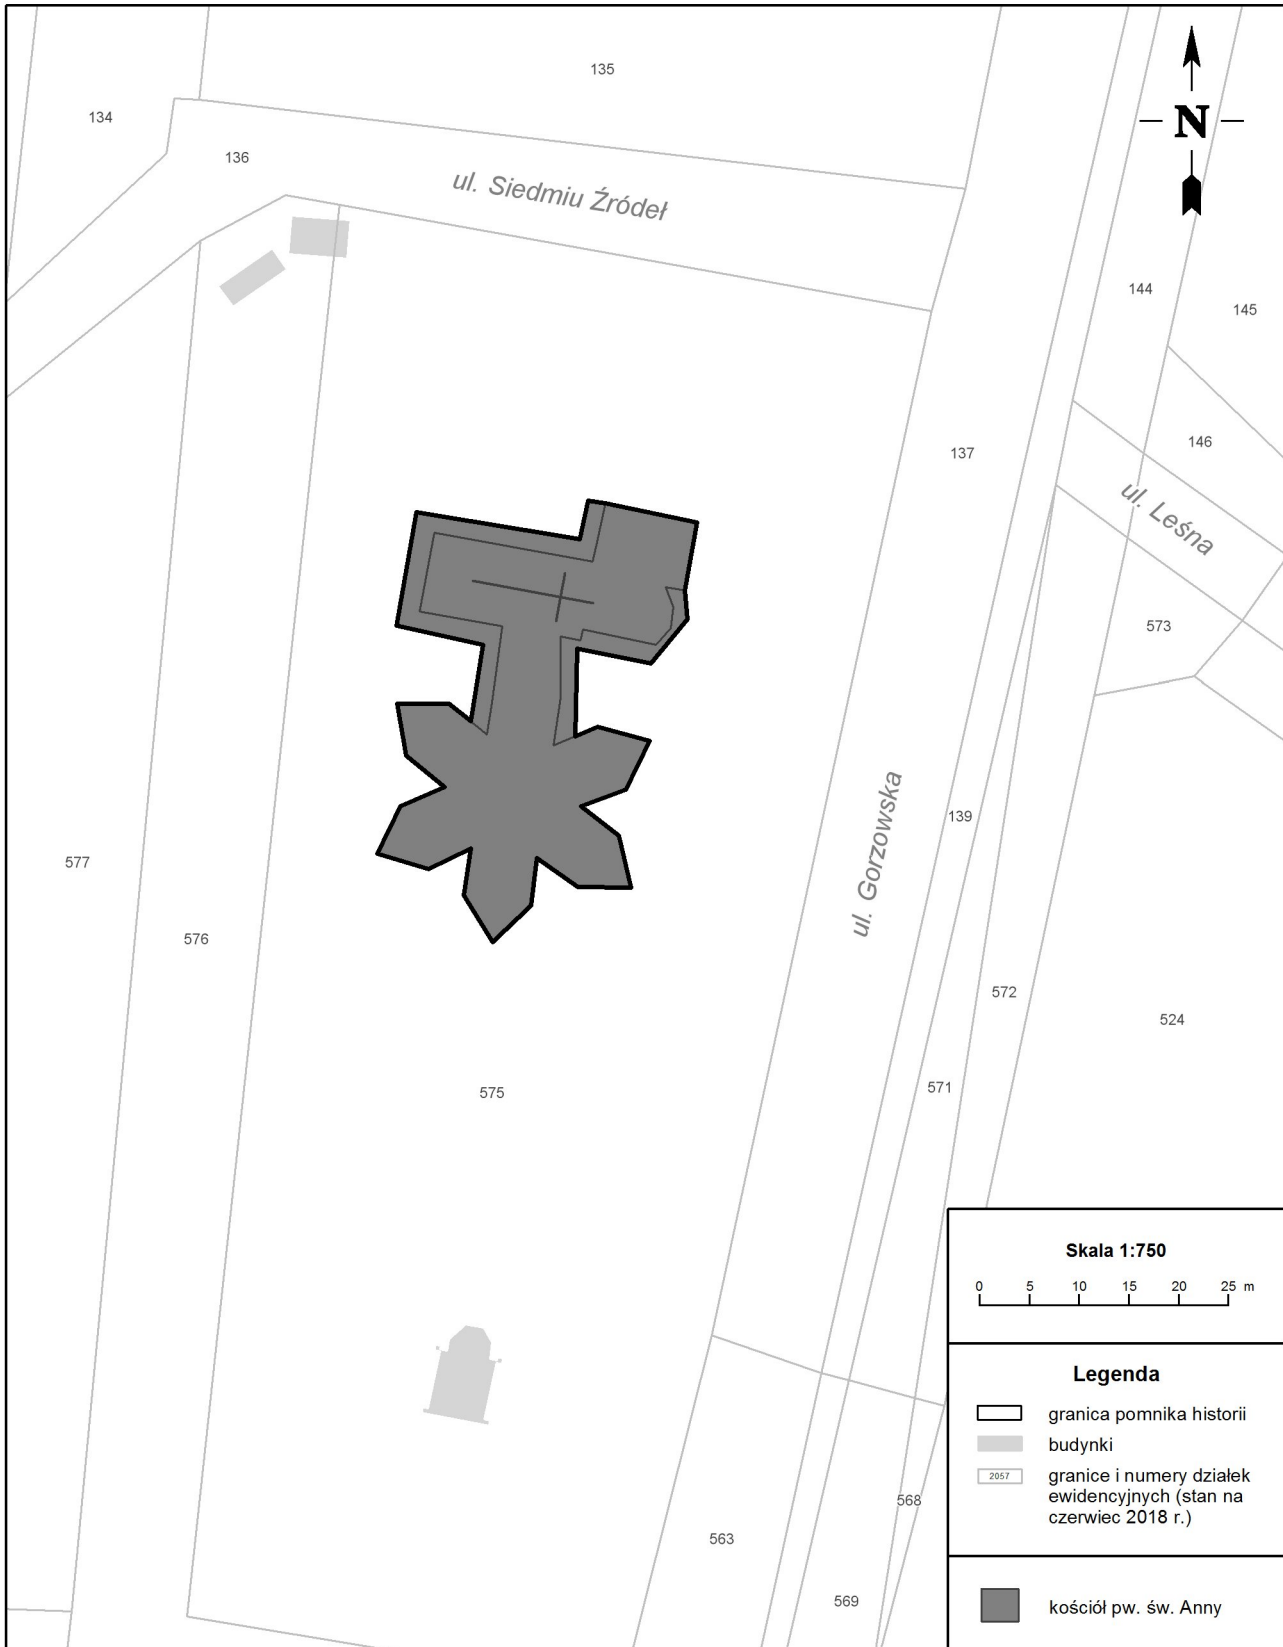 135
134
N
136
ul. Siedmiu Źródeł
144
145
146
137
ul. Leśna
573
139
ul. Gorzowska
577
576
572
524
571
575
Skala 1:750
0 5 10 15 20 25 m
Legenda
granica pomnika historii
budynki
2057
granice i numery działek
ewidencyjnych (stan na
czerwiec 2018 r.)
568
563
569
kościół pw. św. Anny